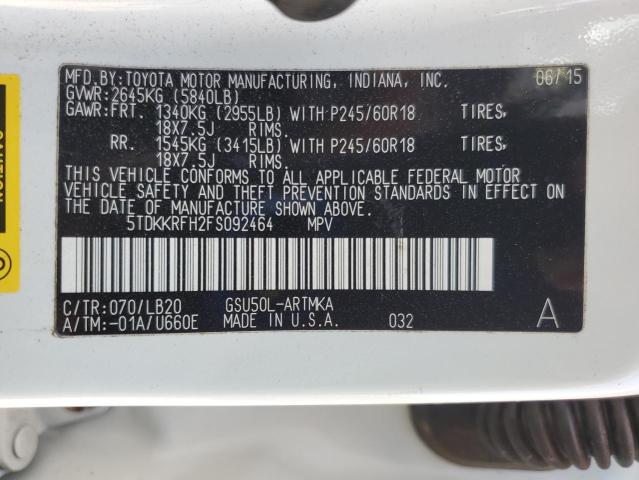 MFD.BY:TOYOTA MOTOR MANUFACTURING, INDIANA, INC. 06/15
GVWR:2645KG (5840LB)
GAWR:FRT. 1340KG (2955LB) WITH P245/60R18 TIRES,
18X7.5J RIMS.
RR. 1545KG (3415LB) WITH P245/60R18 TIRES,
18X7.5J RIMS.
THIS VEHICLE CONFORMS TO ALL APPLICABLE FEDERAL MOTOR
VEHICLE SAFETY AND THEFT PREVENTION STANDARDS IN EFFECT ON
THE DATE OF MANUFACTURE SHOWN ABOVE.
5TDKKRFH2FS092464 MPV
C/TR:070/LB20 GSU50L-ARTMKA
A/TM:-01A/U660E MADE IN U.S.A. 032 A